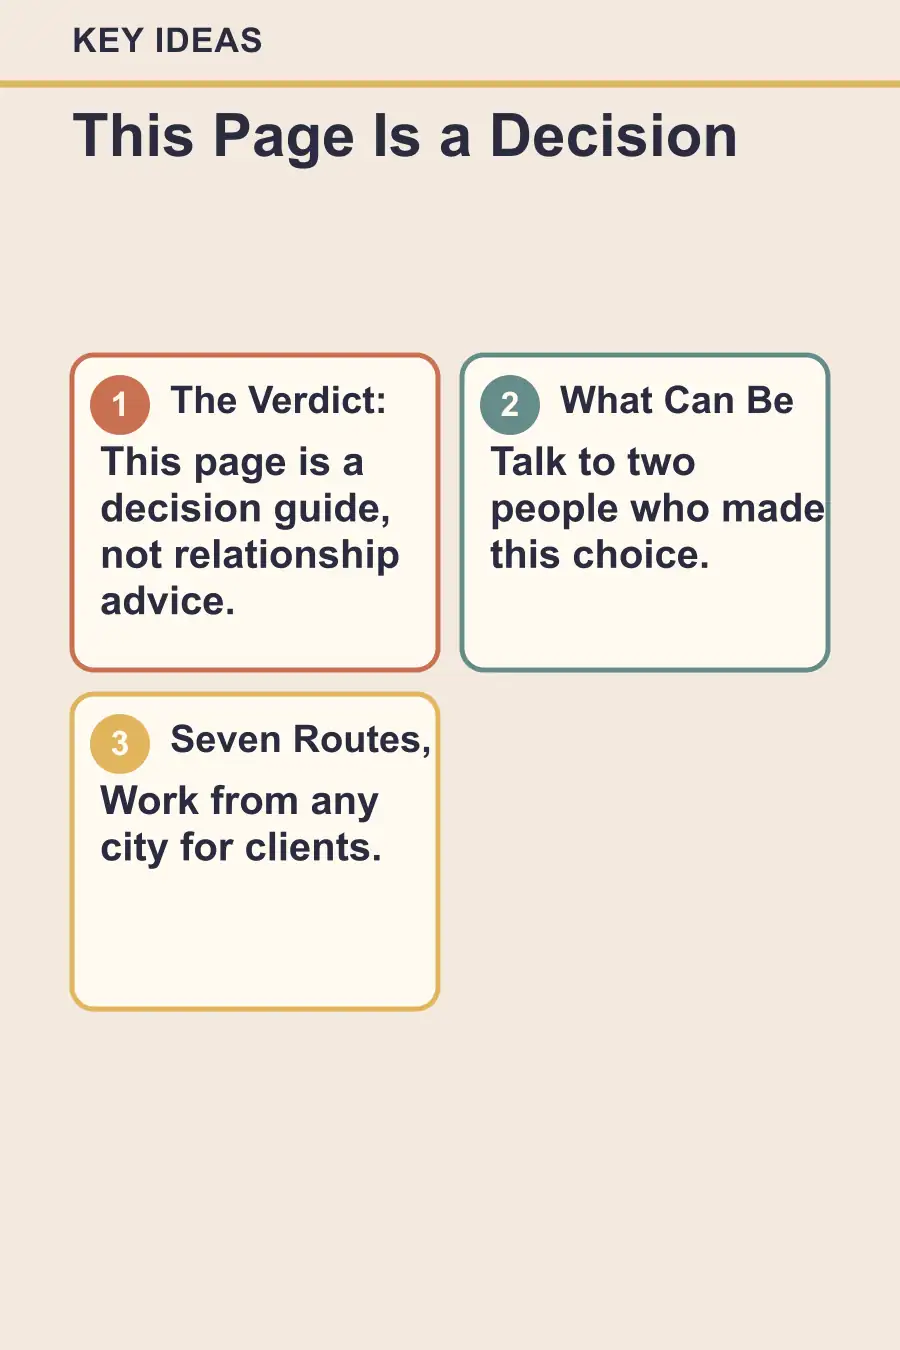 KEY IDEAS
This Page Is a Decision
1 The Verdict:
This page is a
decision guide,
not relationship
advice.
2 What Can Be
Talk to two
people who made
this choice.
3 Seven Routes,
Work from any
city for clients.